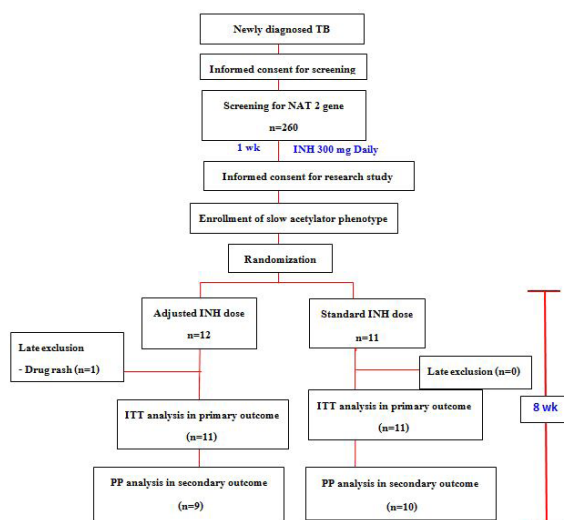 Newly diagnosed TB
Informed consent for screening
Screening for NAT 2 gene
n=260
1 wk
INH 300 mg Daily
Informed consent for research study
Enrollment of slow acetylator phenotype
Randomization
Adjusted INH dose
n=12
Standard INH dose
n=11
Late exclusion
- Drug rash (n=1)
Late exclusion (n=0)
ITT analysis in primary outcome
(n=11)
ITT analysis in primary outcome
(n=11)
8 wk
PP analysis in secondary outcome
(n=9)
PP analysis in secondary outcome
(n=10)